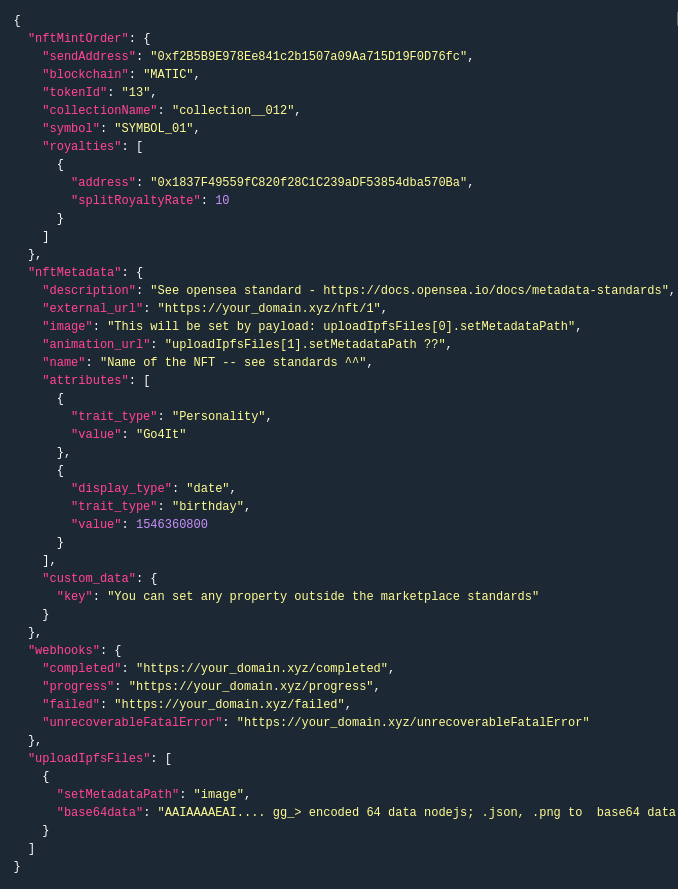 {
"nftMintOrder": {
"sendAddress": "0xf2B5B9E978Ee841c2b1507a09Aa715D19F0D76fc",
"blockchain": "MATIC",
"tokenId": "13",
"collectionName": "collection__012",
"symbol": "SYMBOL_01",
"royalties": [
{
"address": "0x1837F49559fC820f28C1C239aDF53854dba570Ba",
"splitRoyaltyRate": 10
}
]
},
"nftMetadata": {
"description": "See opensea standard - https://docs.opensea.io/docs/metadata-standards",
"external_url": "https://your_domain.xyz/nft/1",
"image": "This will be set by payload: uploadIpfsFiles[0].setMetadataPath",
"animation_url": "uploadIpfsFiles[1].setMetadataPath ??",
"name": "Name of the NFT -- see standards ^^",
"attributes": [
{
"trait_type": "Personality",
"value": "Go4It"
},
{
"display_type": "date",
"trait_type": "birthday",
"value": 1546360800
}
],
"custom_data": {
"key": "You can set any property outside the marketplace standards"
}
},
"webhooks": {
"completed": "https://your_domain.xyz/completed",
"progress": "https://your_domain.xyz/progress",
"failed": "https://your_domain.xyz/failed",
"unrecoverableFatalError": "https://your_domain.xyz/unrecoverableFatalError"
},
"uploadIpfsFiles": [
{
"setMetadataPath": "image",
"base64data": "AAIAAAAEAI.... gg_> encoded 64 data nodejs; .json, .png to  base64 data
}
]
}